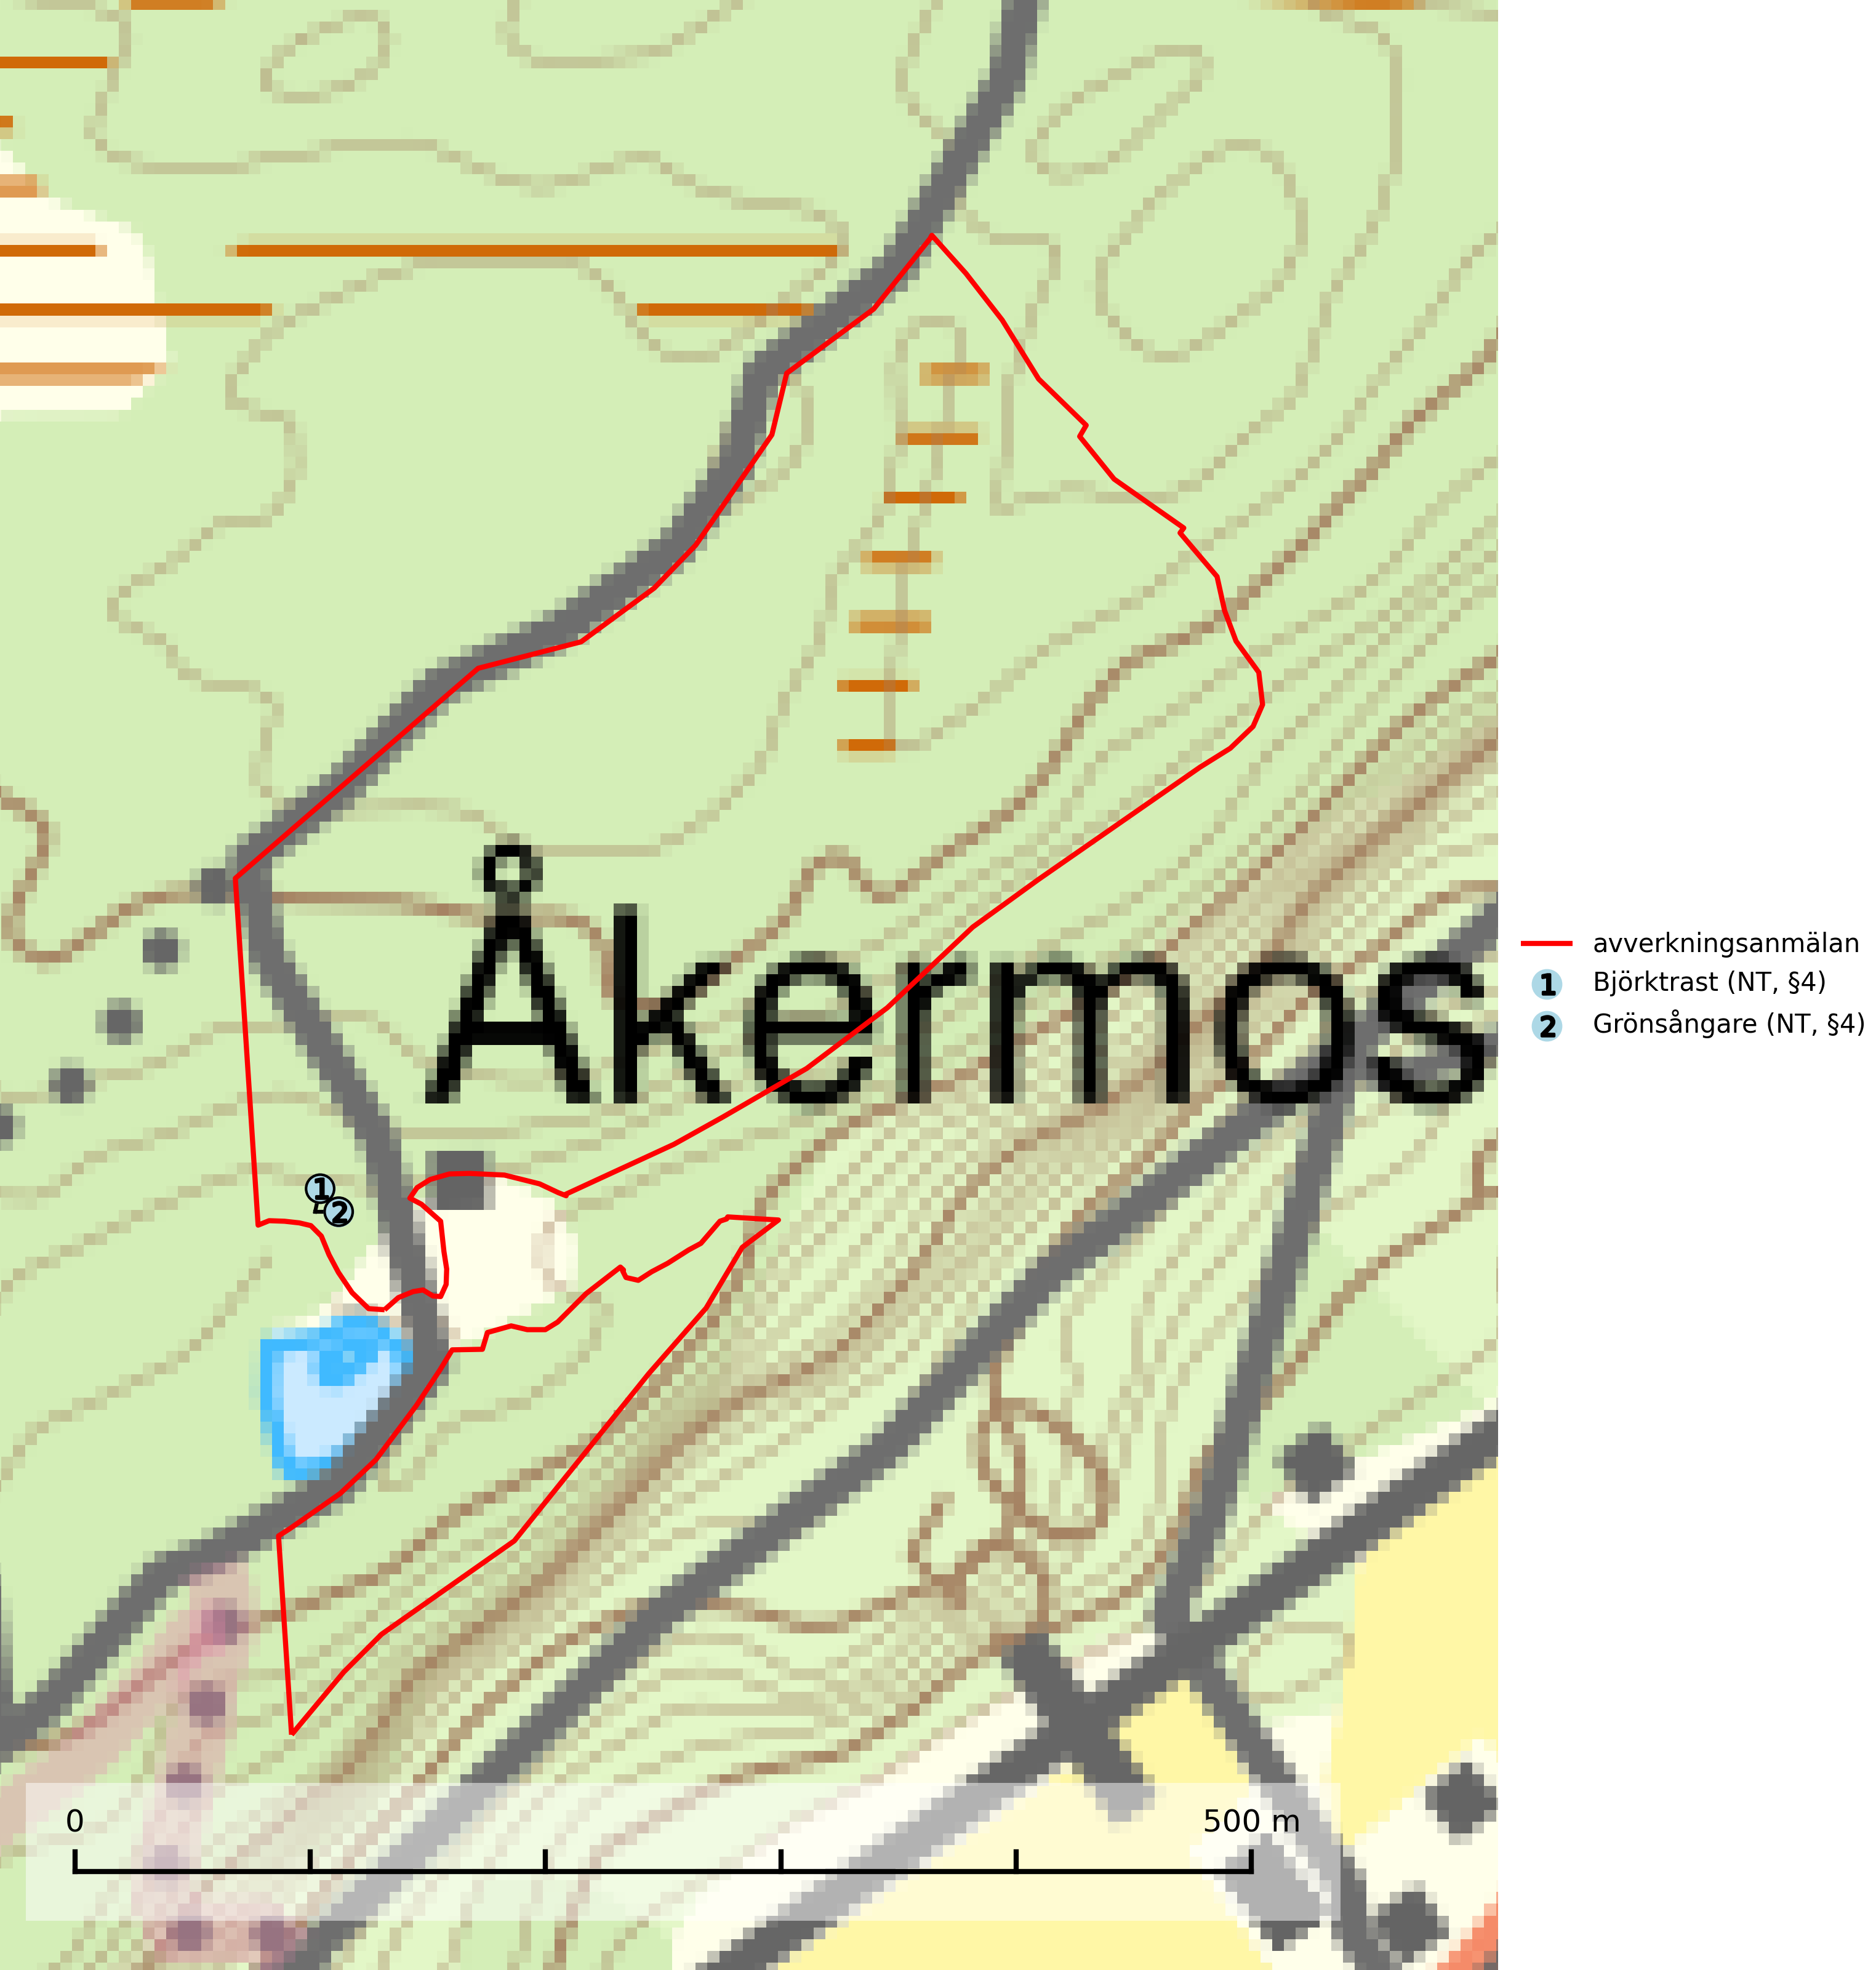 Åkermos
avverkningsanmälan
1 Björktrast (NT, §4)
2 Grönsångare (NT, §4)
1
2
0 500 m